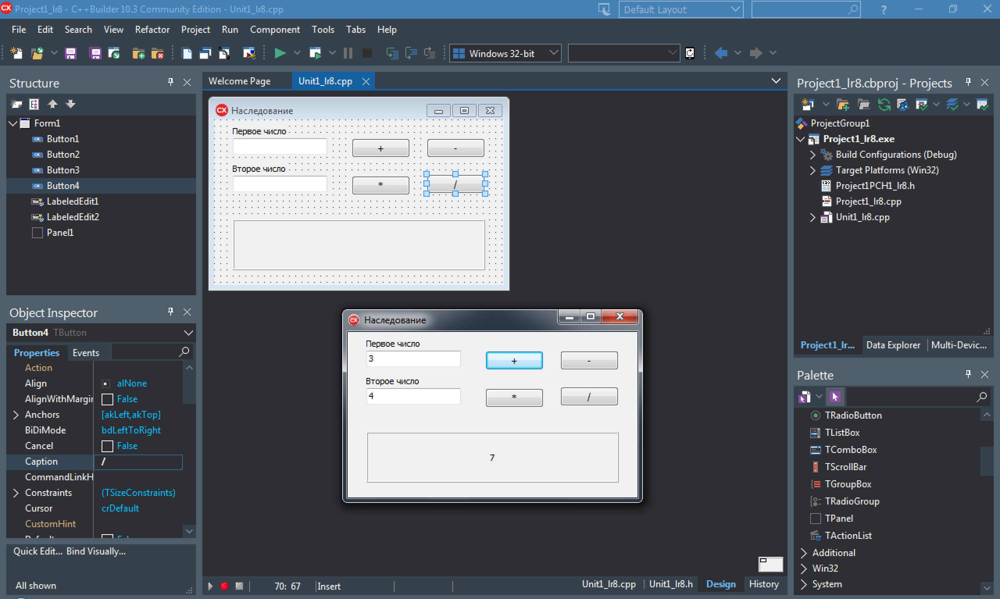 Project1_lr8 - C++Builder 10.3 Community Edition - Unit1_lr8.cpp
Default Layout
File Edit Search View Refactor Project Run Component Tools Tabs Help
Windows 32-bit
Structure
Form1
Button1
Button2
Button3
Button4
LabeledEdit1
LabeledEdit2
Panel1
Object Inspector
Button4 TButton
Properties Events
Action
Align alNone
AlignWithMargin False
Anchors [akLeft,akTop]
BiDiMode bdLeftToRight
Cancel False
Caption /
CommandLinkH
Constraints (TSizeConstraints)
Cursor crDefault
CustomHint
Quick Edit... Bind Visually...
All shown
Welcome Page Unit1_lr8.cpp
Наследование
Первое число
+ -
Второе число
* /
Наследование
Первое число
3 + -
Второе число
4 * /
7
70: 67 Insert
Unit1_lr8.cpp Unit1_lr8.h Design History
Project1_lr8.cbproj - Projects
ProjectGroup1
Project1_lr8.exe
Build Configurations (Debug)
Target Platforms (Win32)
Project1PCH1_lr8.h
Project1_lr8.cpp
Unit1_lr8.cpp
Project1_lr... Data Explorer Multi-Devic...
Palette
TRadioButton
TListBox
TComboBox
TScrollBar
TGroupBox
TRadioGroup
TPanel
TActionList
Additional
Win32
System